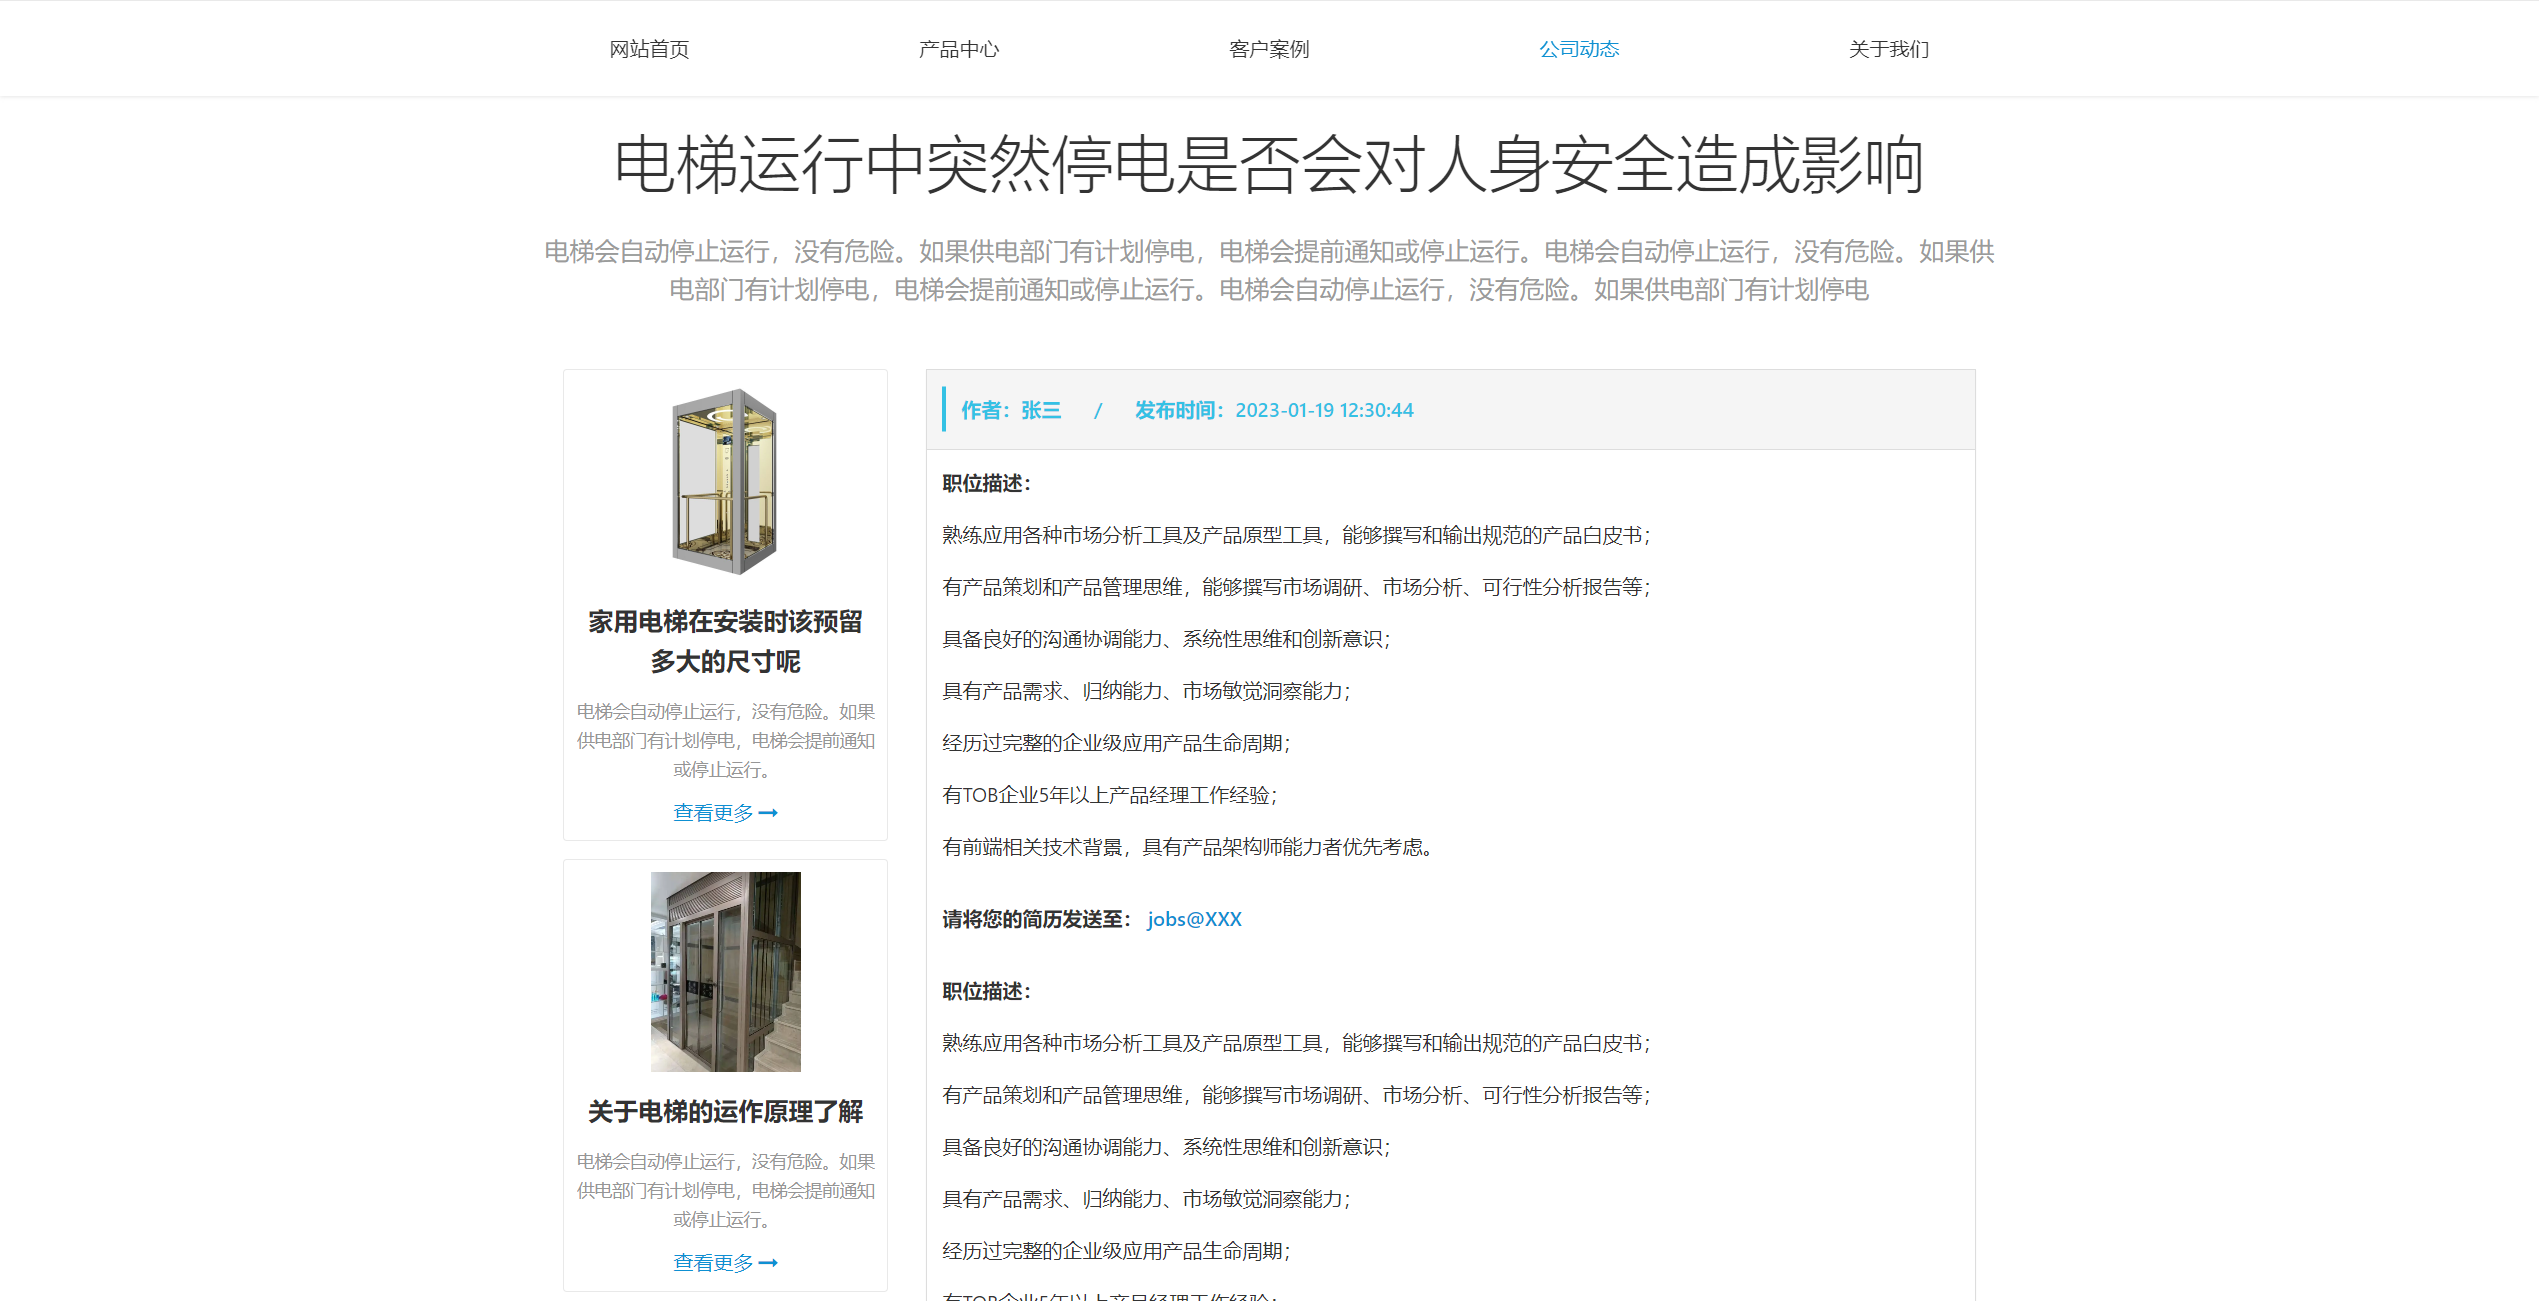 网站首页
产品中心
客户案例
公司动态
关于我们
电梯运行中突然停电是否会对人身安全造成影响
电梯会自动停止运行，没有危险。如果供电部门有计划停电，电梯会提前通知或停止运行。电梯会自动停止运行，没有危险。如果供
电部门有计划停电，电梯会提前通知或停止运行。电梯会自动停止运行，没有危险。如果供电部门有计划停电
家用电梯在安装时该预留
多大的尺寸呢
电梯会自动停止运行，没有危险。如果
供电部门有计划停电，电梯会提前通知
或停止运行。
查看更多
关于电梯的运作原理了解
电梯会自动停止运行，没有危险。如果
供电部门有计划停电，电梯会提前通知
或停止运行。
查看更多
作者：张三 / 发布时间：2023-01-19 12:30:44
职位描述：
熟练应用各种市场分析工具及产品原型工具，能够撰写和输出规范的产品白皮书；
有产品策划和产品管理思维，能够撰写市场调研、市场分析、可行性分析报告等；
具备良好的沟通协调能力、系统性思维和创新意识；
具有产品需求、归纳能力、市场敏觉洞察能力；
经历过完整的企业级应用产品生命周期；
有TOB企业5年以上产品经理工作经验；
有前端相关技术背景，具有产品架构师能力者优先考虑。
请将您的简历发送至： jobs@XXX
职位描述：
熟练应用各种市场分析工具及产品原型工具，能够撰写和输出规范的产品白皮书；
有产品策划和产品管理思维，能够撰写市场调研、市场分析、可行性分析报告等；
具备良好的沟通协调能力、系统性思维和创新意识；
具有产品需求、归纳能力、市场敏觉洞察能力；
经历过完整的企业级应用产品生命周期；
有TOB企业5年以上产品经理工作经验；